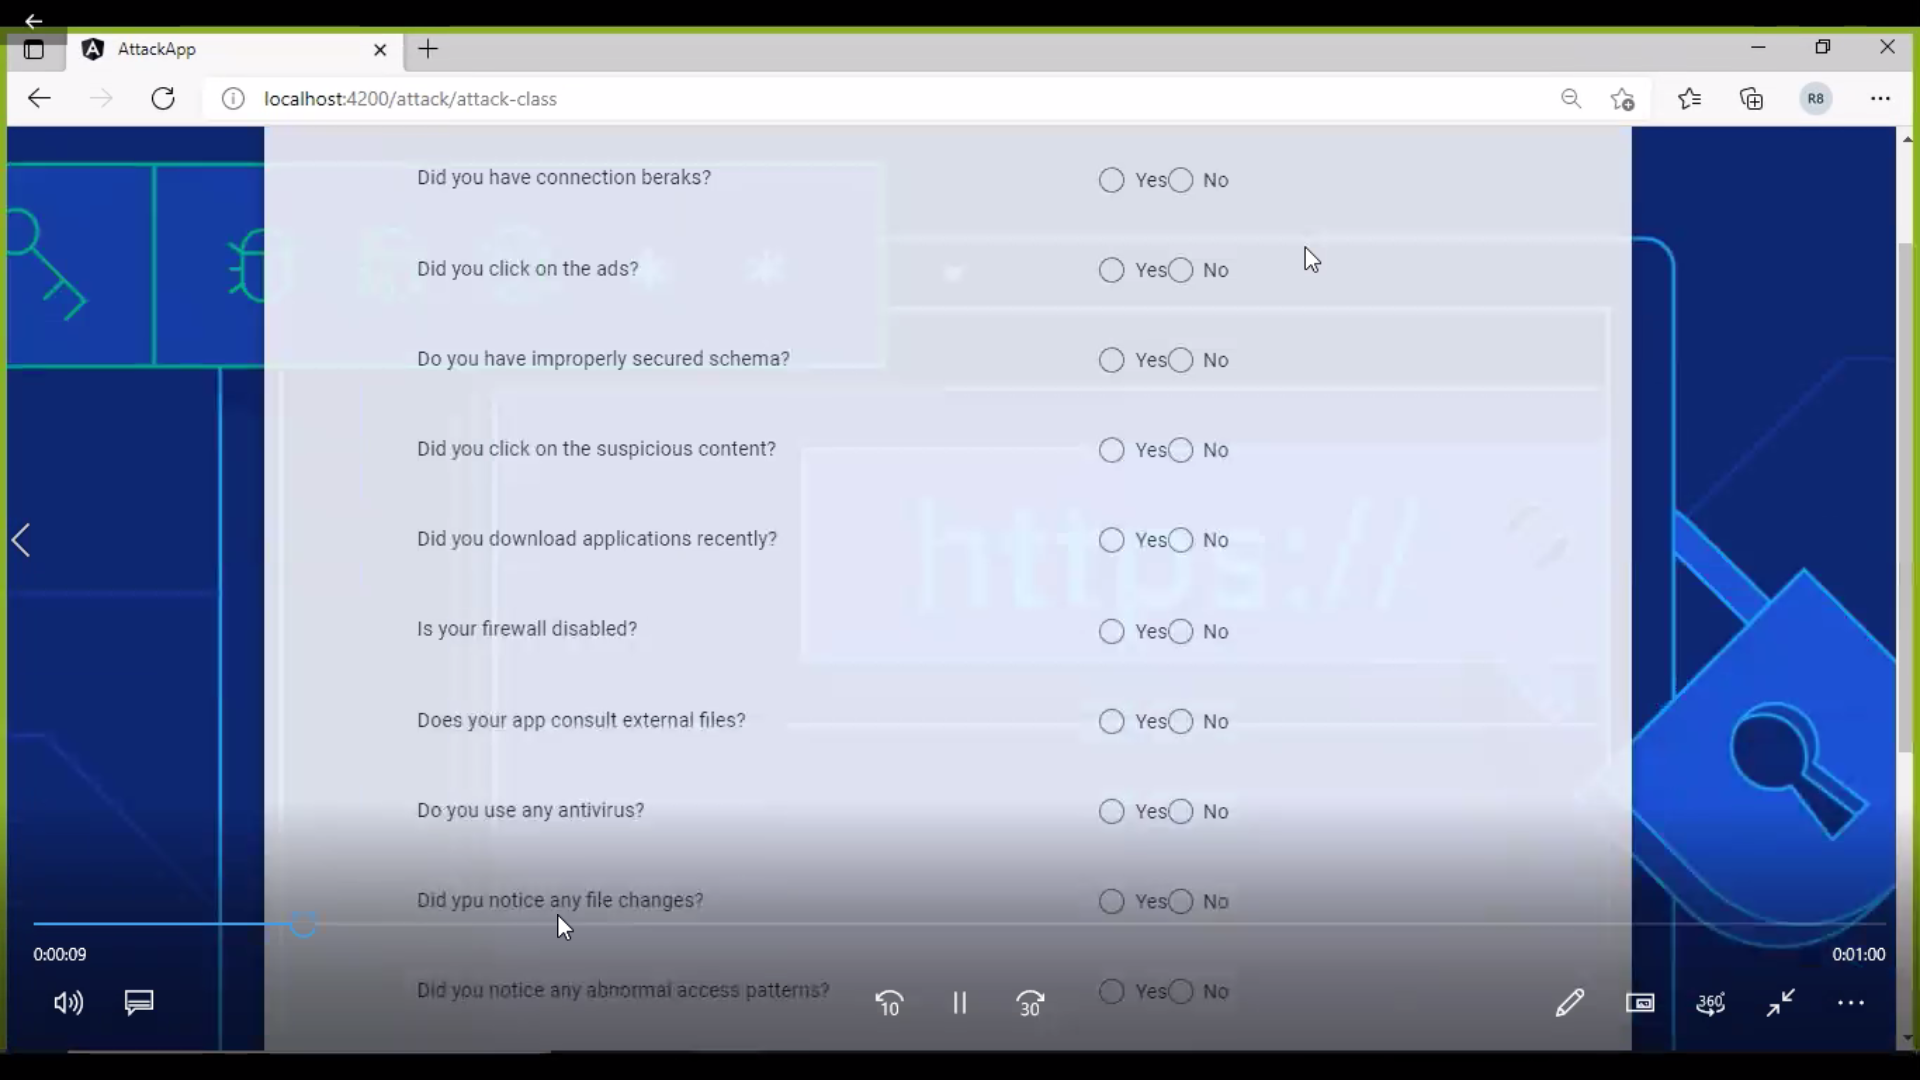 AttackApp
localhost:4200/attack/attack-class
R8
Did you have connection beraks? Yes No
Did you click on the ads? Yes No
Do you have improperly secured schema? Yes No
Did you click on the suspicious content? Yes No
https://
Did you download applications recently? Yes No
Is your firewall disabled? Yes No
Does your app consult external files? Yes No
Do you use any antivirus? Yes No
Did ypu notice any file changes? Yes No
0:00:09 0:01:00
Did you notice any abnormal access patterns? Yes No
10 30 360°